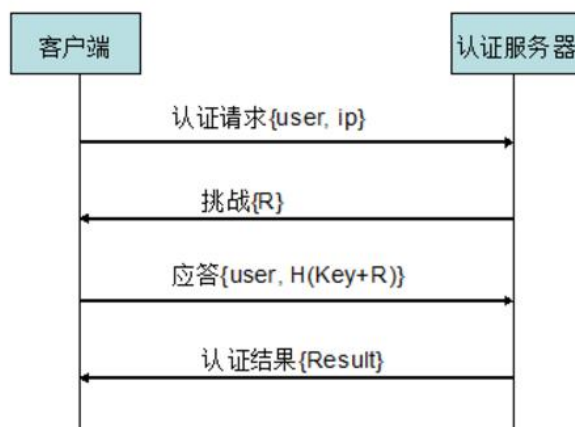 客户端
认证服务器
认证请求{user, ip}
挑战{R}
应答{user, H(Key+R)}
认证结果{Result}